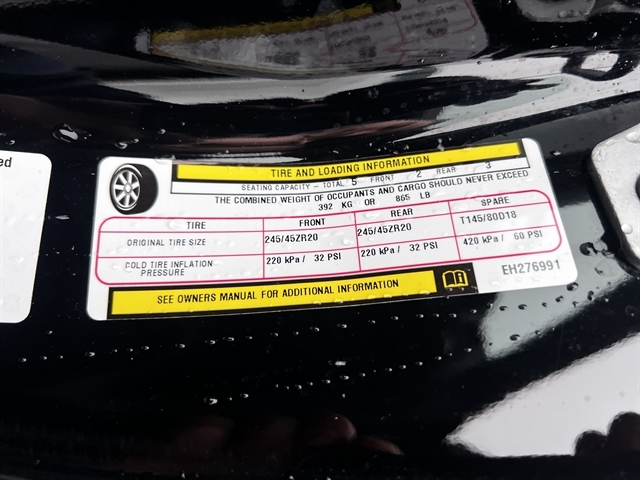 ed
TIRE AND LOADING INFORMATION
SEATING CAPACITY - TOTAL 5 FRONT 2 REAR 3
THE COMBINED WEIGHT OF OCCUPANTS AND CARGO SHOULD NEVER EXCEED
392 KG OR 865 LB
TIRE FRONT REAR SPARE
ORIGINAL TIRE SIZE 245/45ZR20 245/45ZR20 T145/80D18
COLD TIRE INFLATION PRESSURE 220 kPa / 32 PSI 220 kPa / 32 PSI 420 kPa / 60 PSI
SEE OWNERS MANUAL FOR ADDITIONAL INFORMATION
EH276991